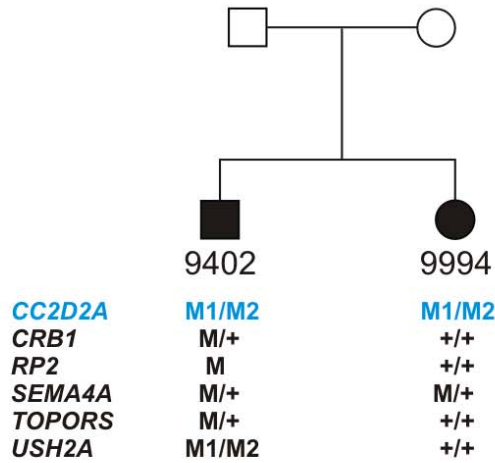 9402 9994
CC2D2A M1/M2 M1/M2
CRB1 M/+ +/+
RP2 M +/+
SEMA4A M/+ M/+
TOPORS M/+ +/+
USH2A M1/M2 +/+